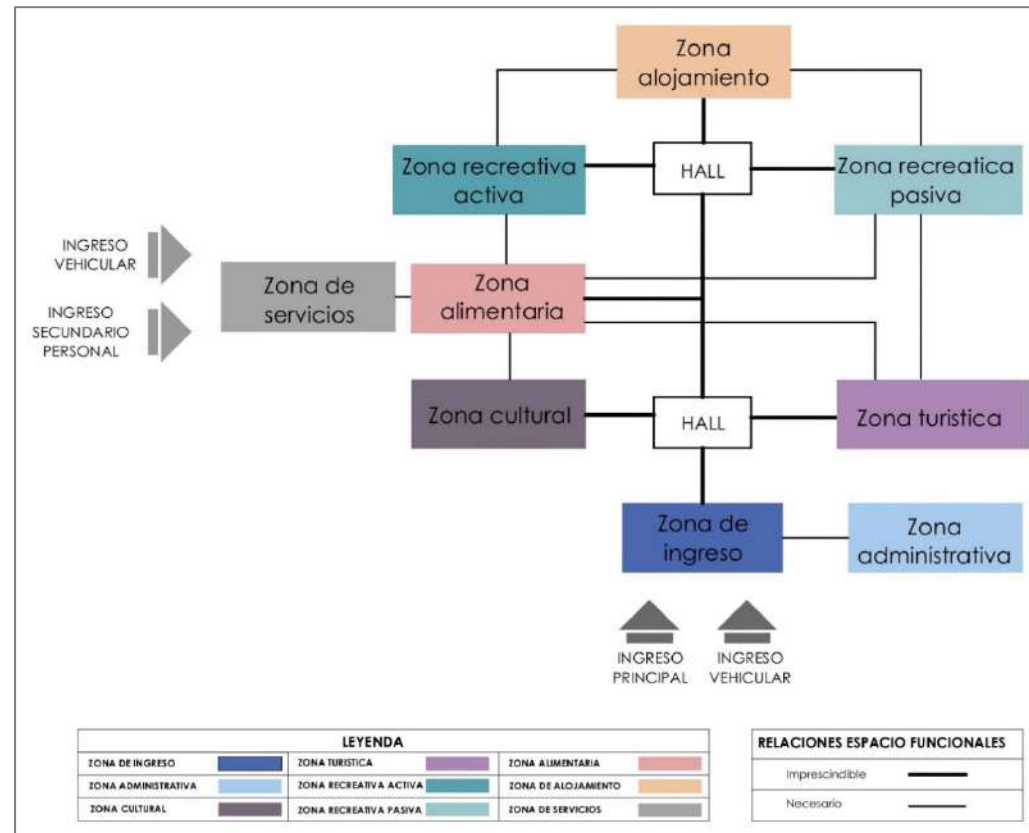 Zona
alojamiento
Zona recreativa
activa
HALL
Zona recreatica
pasiva
INGRESO
VEHICULAR
Zona de
servicios
Zona
alimentaria
INGRESO
SECUNDARIO
PERSONAL
Zona cultural
HALL
Zona turistica
Zona de
ingreso
Zona
administrativa
INGRESO
PRINCIPAL
INGRESO
VEHICULAR
LEYENDA
ZONA DE INGRESO
ZONA TURISTICA
ZONA ALIMENTARIA
ZONA ADMINISTRATIVA
ZONA RECREATIVA ACTIVA
ZONA DE ALOJAMIENTO
ZONA CULTURAL
ZONA RECREATIVA PASIVA
ZONA DE SERVICIOS
RELACIONES ESPACIO FUNCIONALES
Imprescindible
Necesario